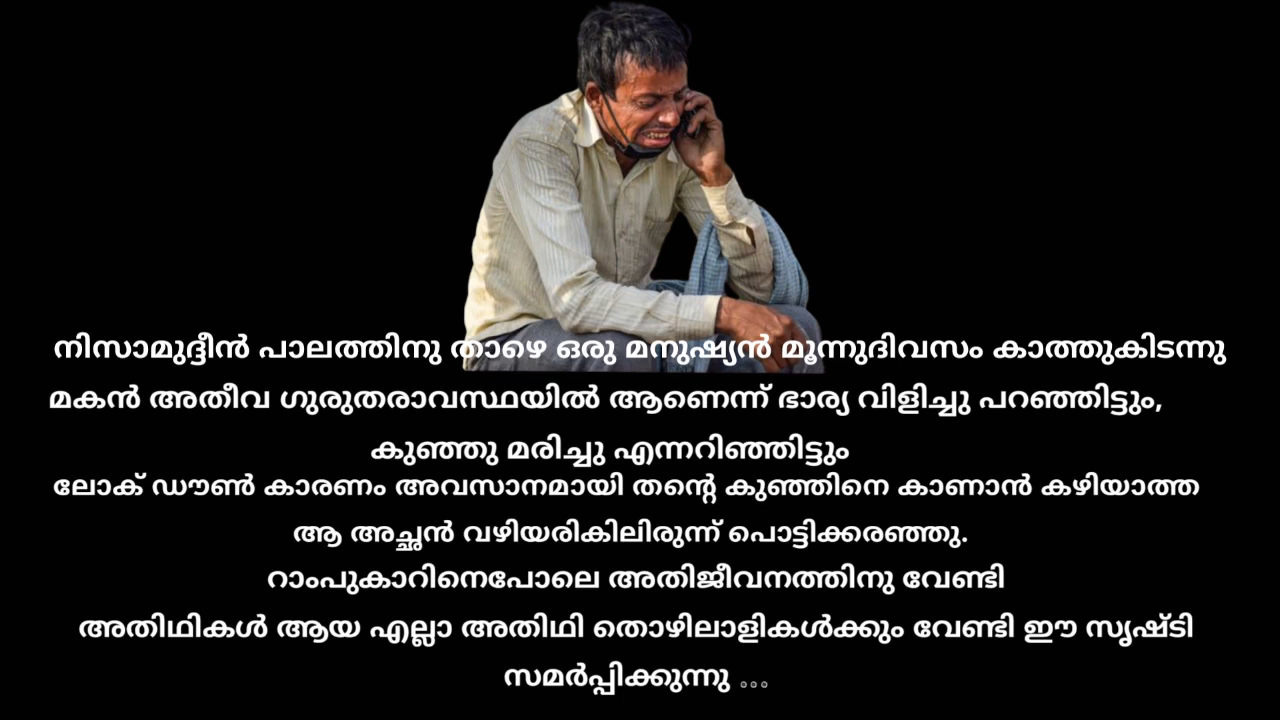 നിസാമുദ്ദീൻ പാലത്തിനു താഴെ ഒരു മനുഷ്യൻ മൂന്നുദിവസം കാത്തുകിടന്നു
മകൻ അതീവ ഗുരുതരാവസ്ഥയിൽ ആണെന്ന് ഭാര്യ വിളിച്ചു പറഞ്ഞിട്ടും,
കുഞ്ഞു മരിച്ചു എന്നറിഞ്ഞിട്ടും
ലോക് ഡൗൺ കാരണം അവസാനമായി തന്റെ കുഞ്ഞിനെ കാണാൻ കഴിയാത്ത
ആ അച്ഛൻ വഴിയരികിലിരുന്ന് പൊട്ടിക്കരഞ്ഞു.
റാംപുകാറിനെപോലെ അതിജീവനത്തിനു വേണ്ടി
അതിഥികൾ ആയ എല്ലാ അതിഥി തൊഴിലാളികൾക്കും വേണ്ടി ഈ സൃഷ്ടി
സമർപ്പിക്കുന്നു ...